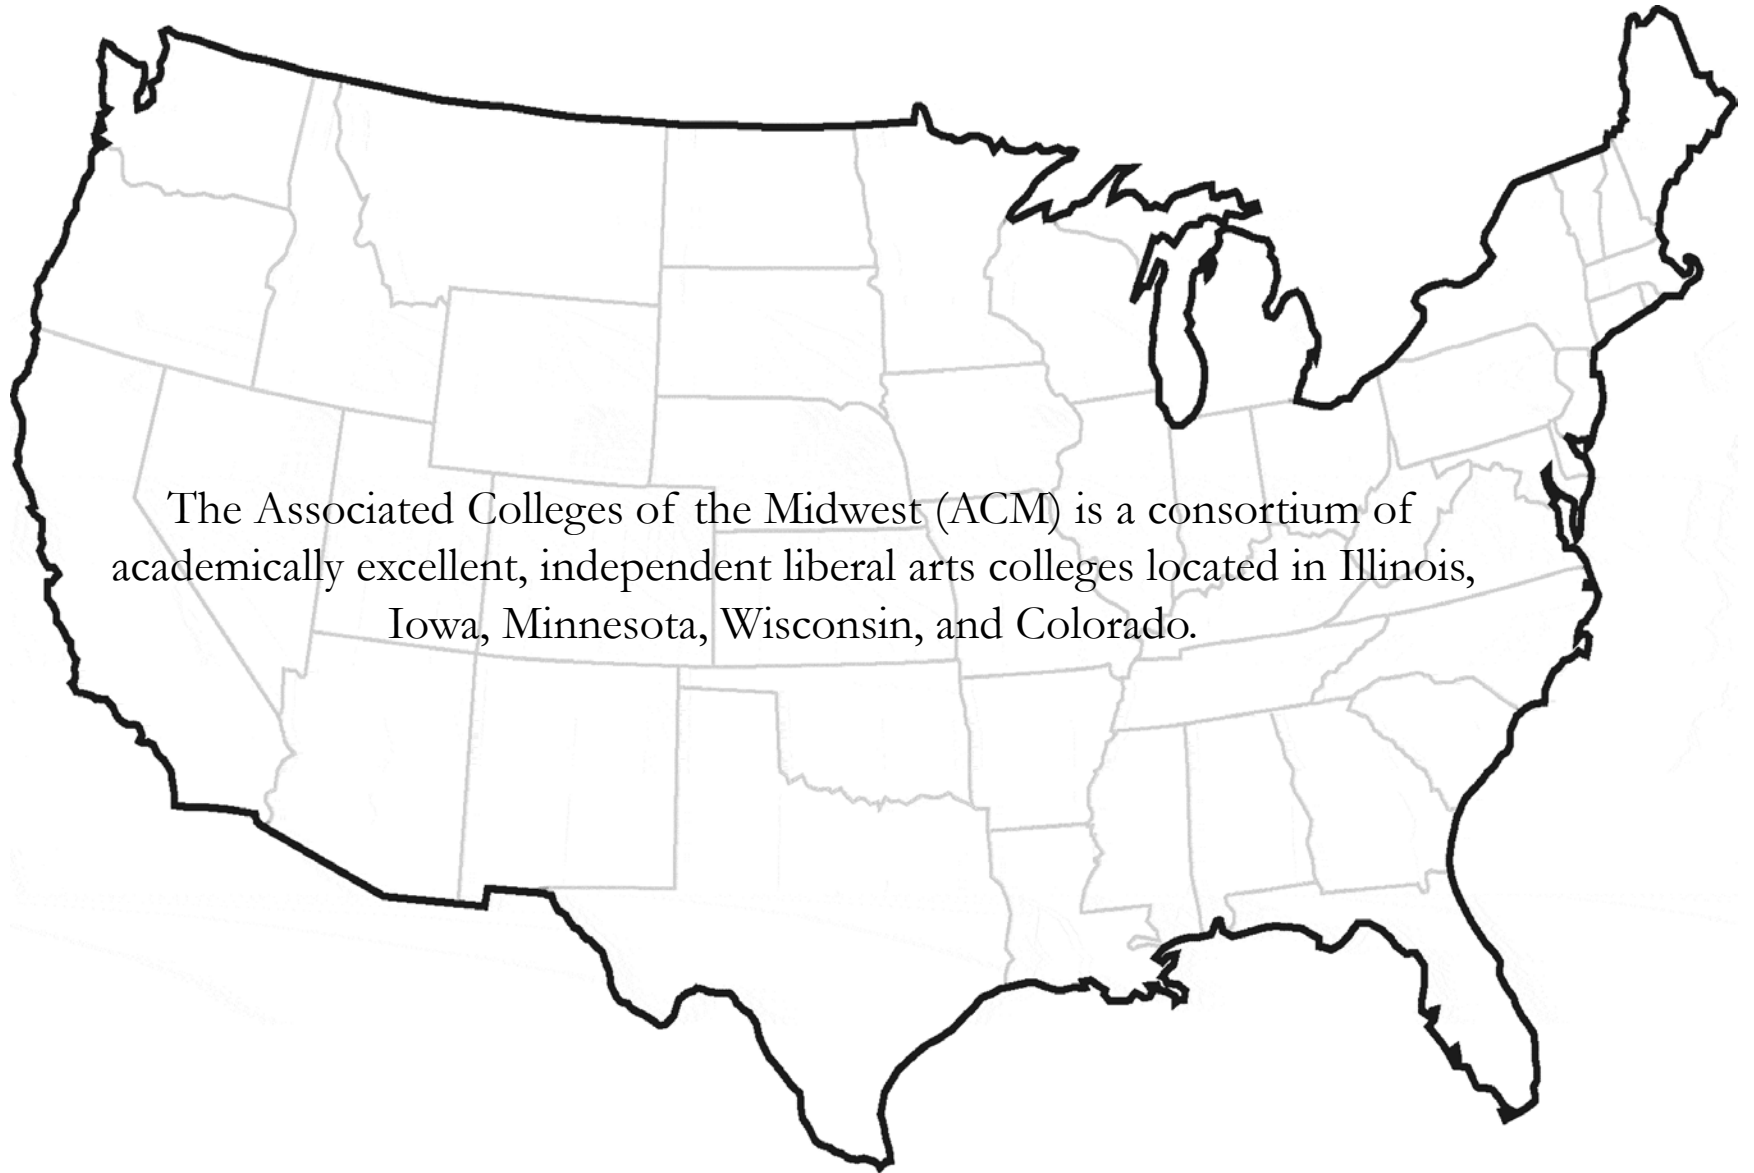 The Associated Colleges of the Midwest (ACM) is a consortium of
academically excellent, independent liberal arts colleges located in Illinois,
Iowa, Minnesota, Wisconsin, and Colorado.